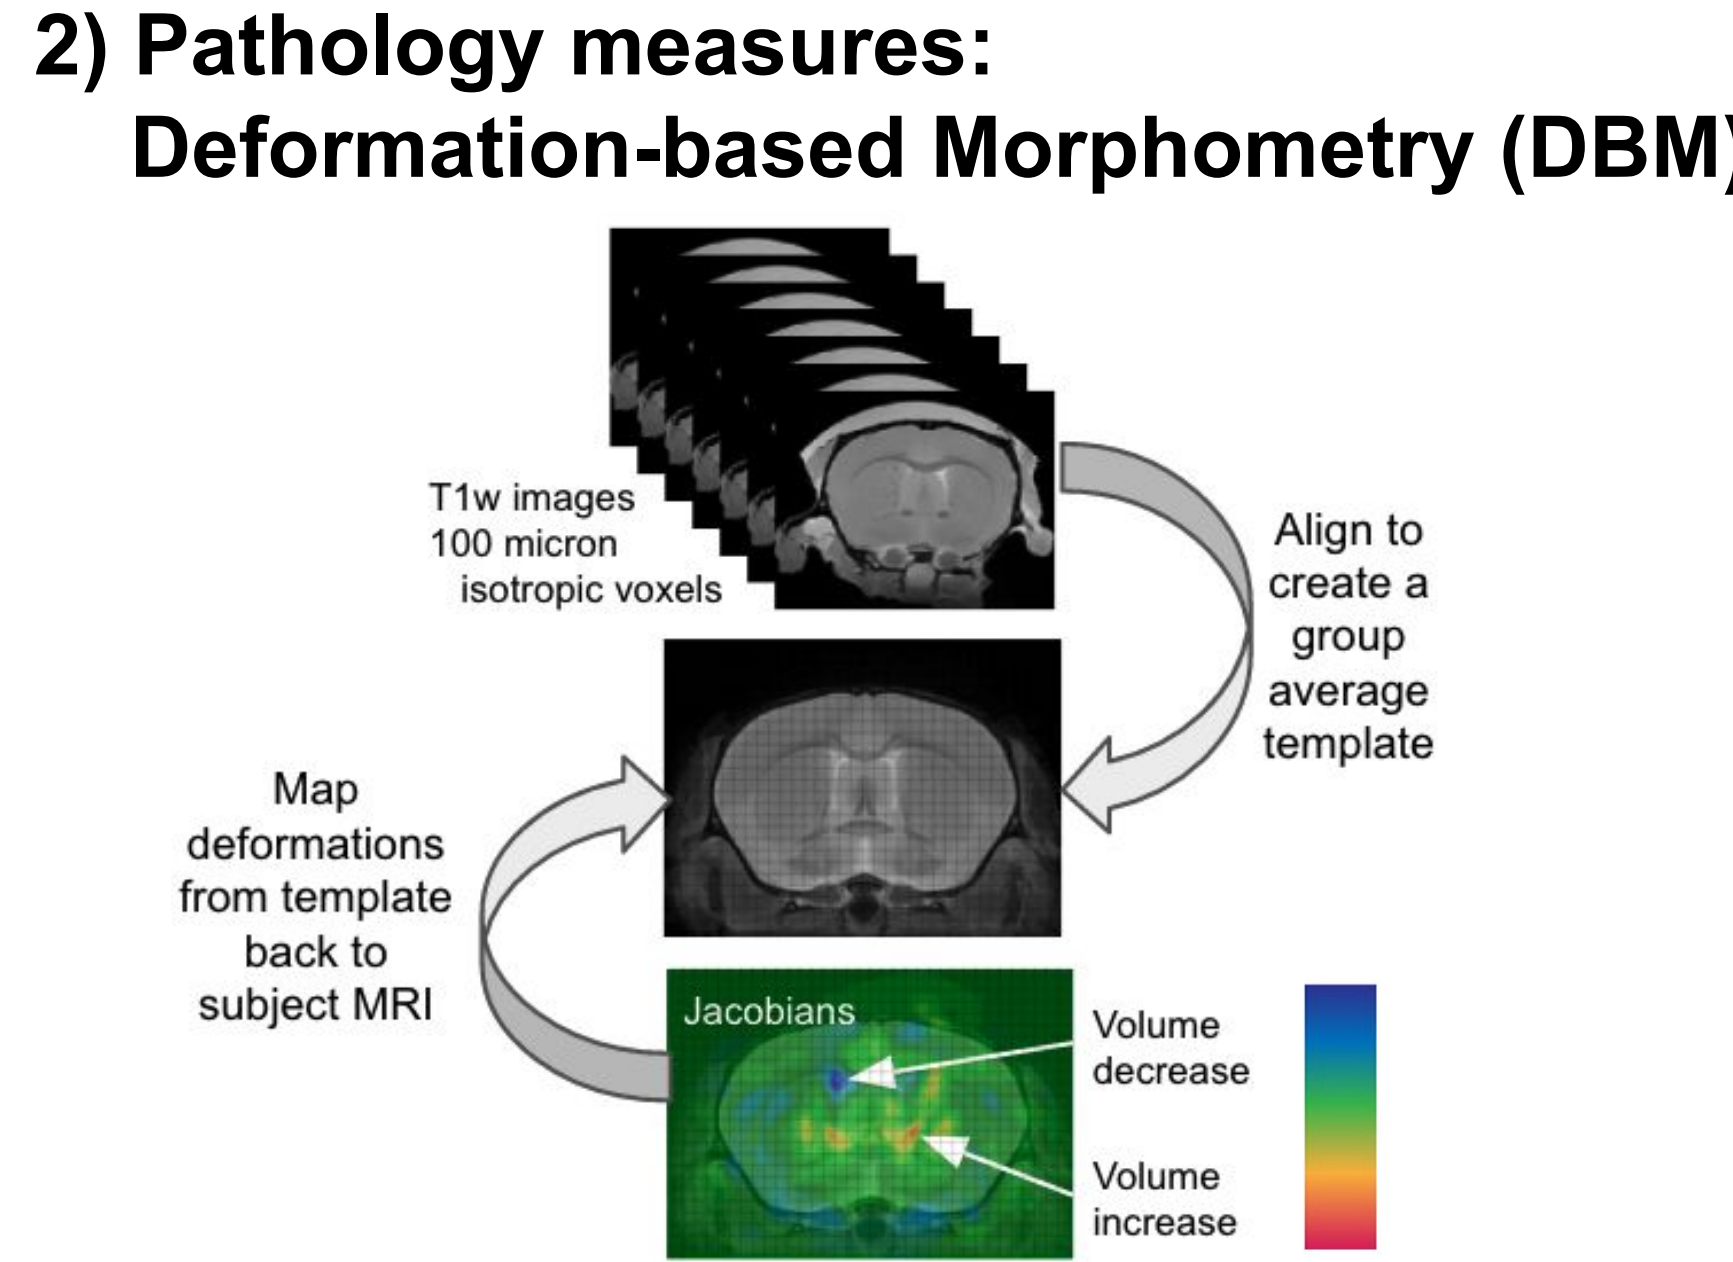 2) Pathology measures:
Deformation-based Morphometry (DBM)
T1w images
100 micron
isotropic voxels
Align to
create a
group
average
template
Map
deformations
from template
back to
subject MRI
Jacobians
Volume
decrease
Volume
increase